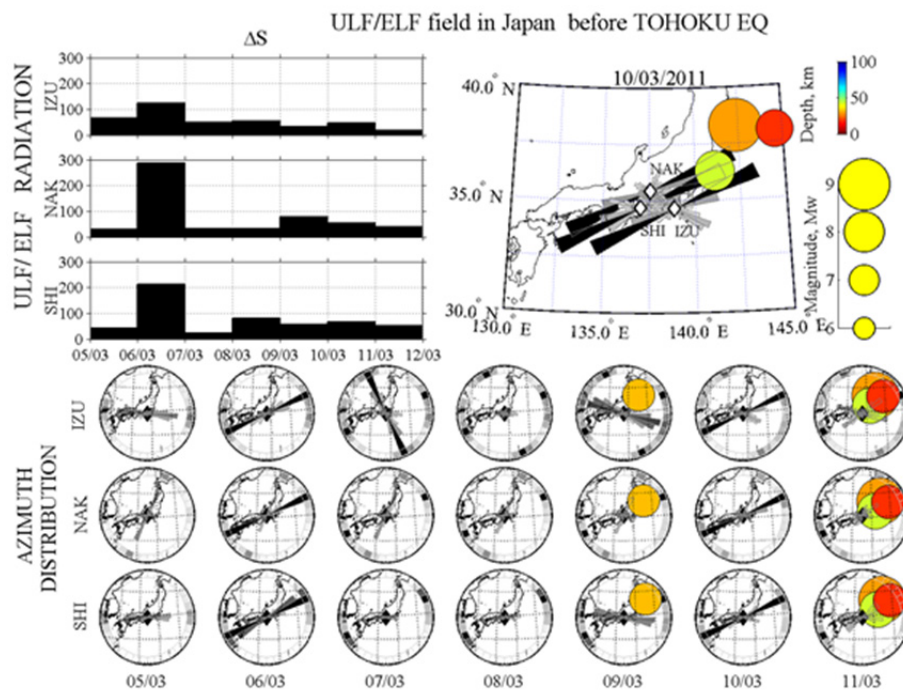 ULF/ELF field in Japan before TOHOKU EQ
ΔS
ULF/ ELF RADIATION
IZU
300
200
100
0
NAK
300
200
100
0
SHI
300
200
100
0
05/03 06/03 07/03 08/03 09/03 10/03 11/03 12/03
10/03/2011
40.0 N
35.0 N
30.0 N
130.0 E
135.0 E
140.0 E
145.0 E
NAK
SHI IZU
Depth, km
100
50
0
Magnitude, Mw
9
8
7
6
AZIMUTH
DISTRIBUTION
IZU
NAK
SHI
05/03 06/03 07/03 08/03 09/03 10/03 11/03